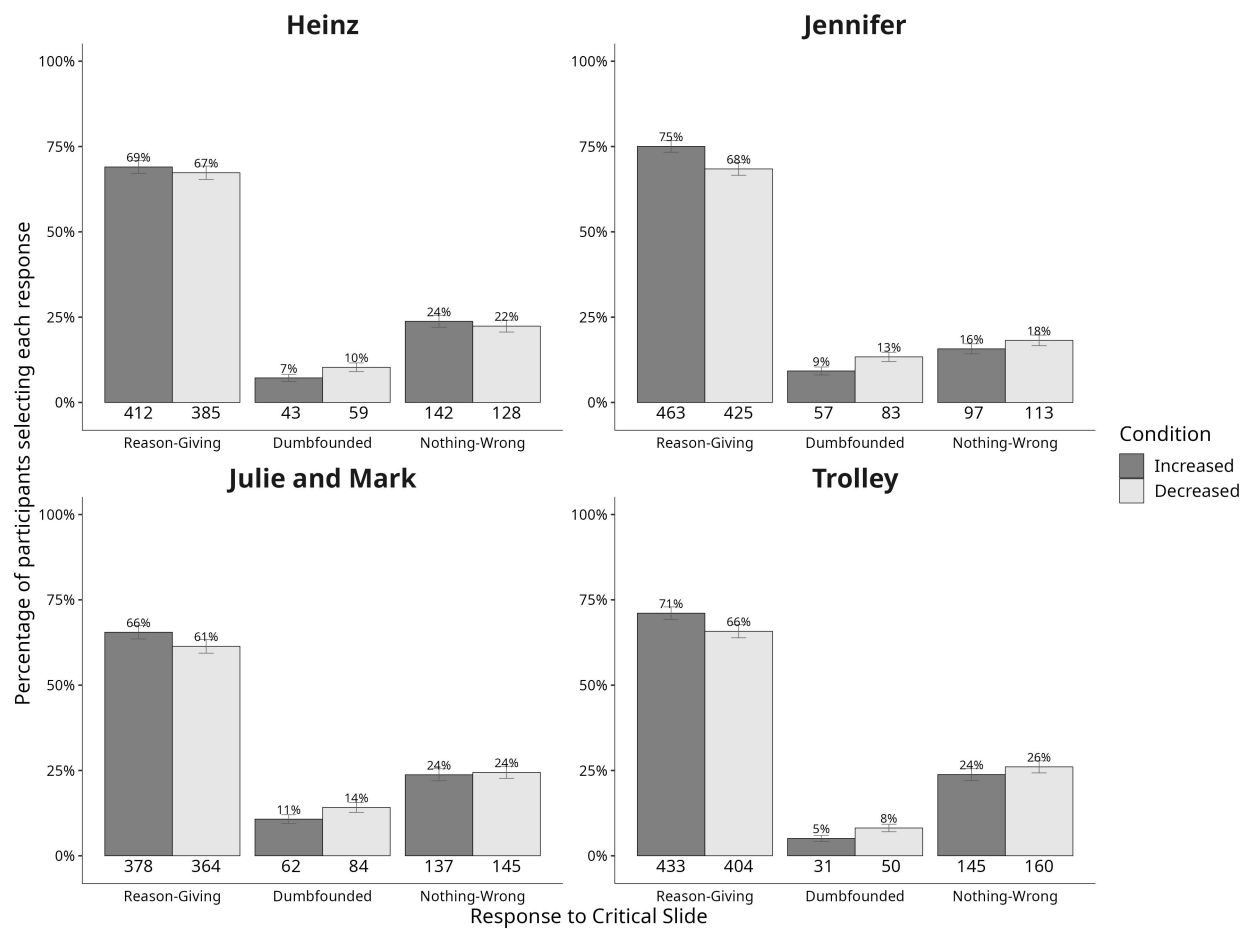 Heinz
Jennifer
100%
75%
50%
25%
0%
69%
67%
7%
10%
24%
22%
412 385 43 59 142 128
Reason-Giving Dumbfounded Nothing-Wrong
100%
75%
50%
25%
0%
75%
68%
9%
13%
16%
18%
463 425 57 83 97 113
Reason-Giving Dumbfounded Nothing-Wrong
Percentage of participants selecting each response
Condition
Increased
Decreased
Julie and Mark
Trolley
100%
75%
50%
25%
0%
66%
61%
11%
14%
24%
24%
378 364 62 84 137 145
Reason-Giving Dumbfounded Nothing-Wrong
100%
75%
50%
25%
0%
71%
66%
5%
8%
24%
26%
433 404 31 50 145 160
Reason-Giving Dumbfounded Nothing-Wrong
Response to Critical Slide